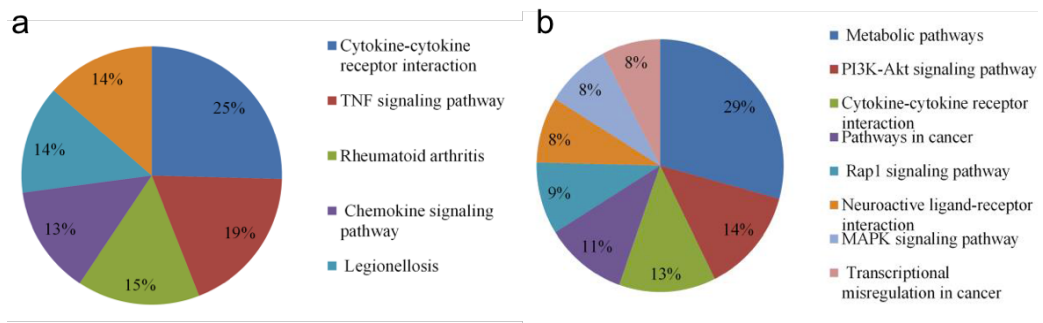 a
25%
19%
15%
13%
14%
14%
Cytokine-cytokine
receptor interaction
TNF signaling pathway
Rheumatoid arthritis
Chemokine signaling
pathway
Legionellosis
b
29%
14%
13%
11%
9%
8%
8%
8%
Metabolic pathways
PI3K-Akt signaling pathway
Cytokine-cytokine receptor
interaction
Pathways in cancer
Rap1 signaling pathway
Neuroactive ligand-receptor
interaction
MAPK signaling pathway
Transcriptional
misregulation in cancer